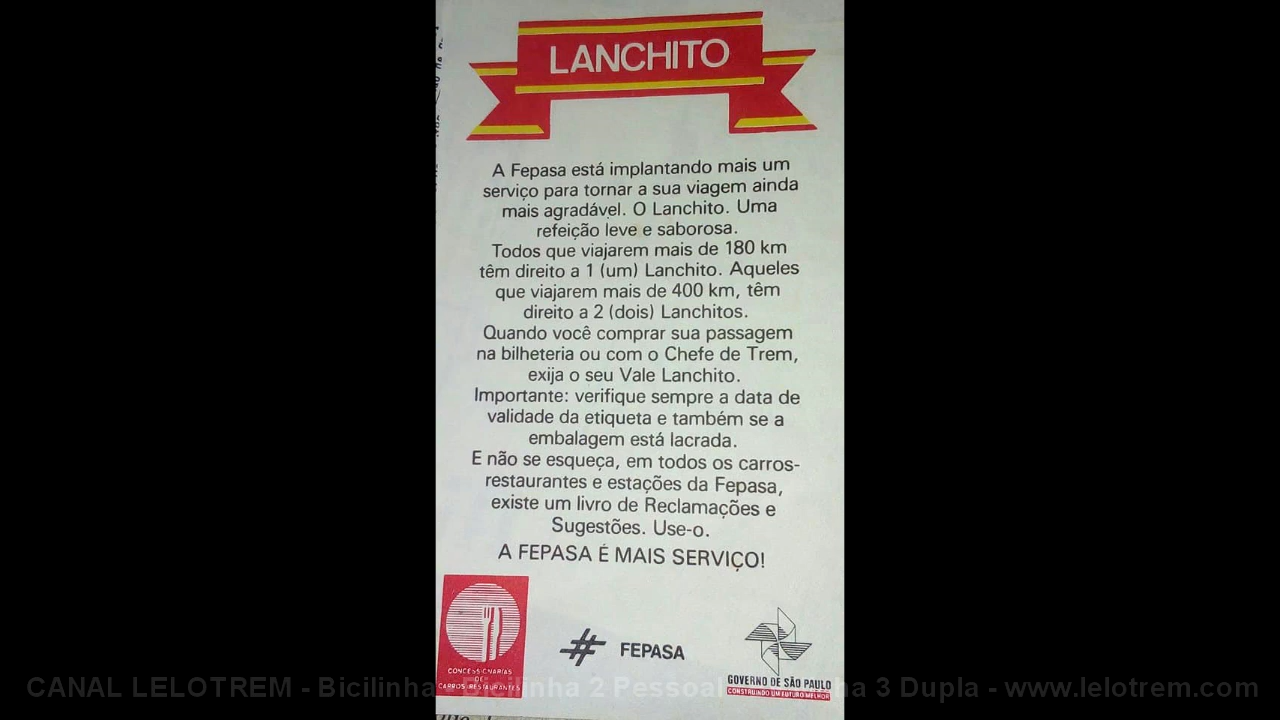 LANCHITO
A Fepasa está implantando mais um
serviço para tornar a sua viagem ainda
mais agradável. O Lanchito. Uma
refeição leve e saborosa.
Todos que viajarem mais de 180 km
têm direito a 1 (um) Lanchito. Aqueles
que viajarem mais de 400 km, têm
direito a 2 (dois) Lanchitos.
Quando você comprar sua passagem
na bilheteria ou com o Chefe de Trem,
exija o seu Vale Lanchito.
Importante: verifique sempre a data de
validade da etiqueta e também se a
embalagem está lacrada.
E não se esqueça, em todos os carros-
restaurantes e estações da Fepasa,
existe um livro de Reclamações e
Sugestões. Use-o.
A FEPASA É MAIS SERVIÇO!
CONCESSIONÁRIAS
DE
CARROS-RESTAURANTES
FEPASA
GOVERNO DE SÃO PAULO
CONSTRUINDO UM FUTURO MELHOR
CANAL LELOTREM - Bicilinha 2 Pessoal 3 Dupla - www.lelotrem.com